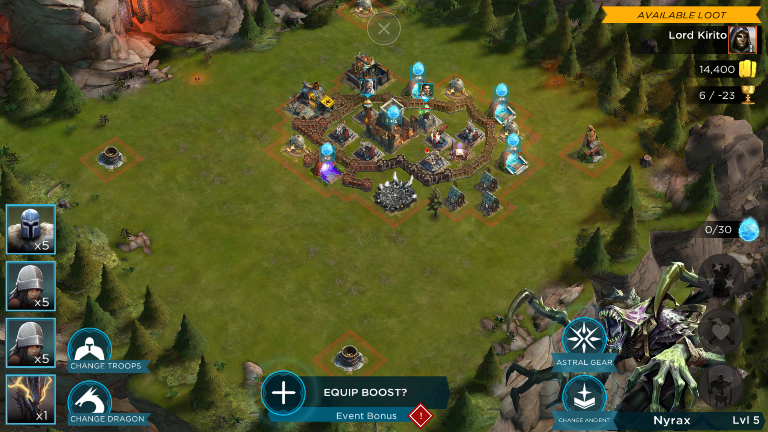 AVAILABLE LOOT
Lord Kirito
14,400
6 / -23
x5
0/30
x5
x5
CHANGE TROOPS
ASTRAL GEAR
x1
CHANGE DRAGON
EQUIP BOOST?
Event Bonus
!
CHANGE ANCIENT
Nyrax
Lvl 5